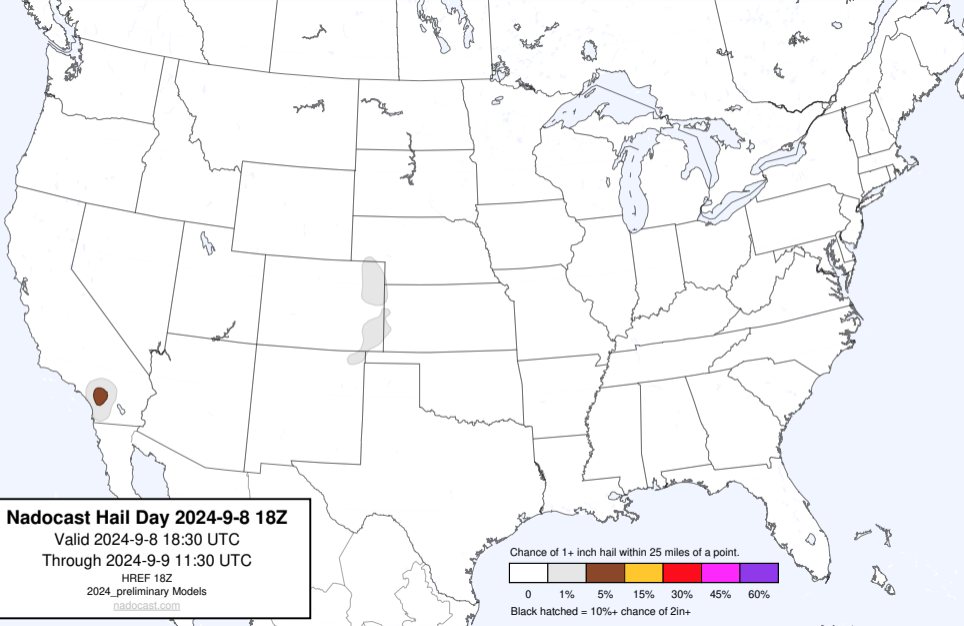 Nadocast Hail Day 2024-9-8 18Z
Valid 2024-9-8 18:30 UTC
Through 2024-9-9 11:30 UTC
HREF 18Z
2024_preliminary Models
nadocast.com
Chance of 1+ inch hail within 25 miles of a point.
0 1% 5% 15% 30% 45% 60%
Black hatched = 10%+ chance of 2in+